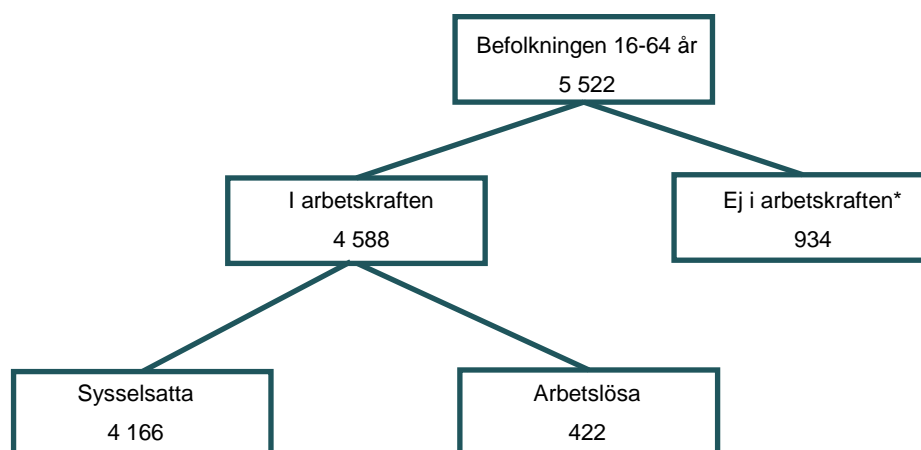 Befolkningen 16-64 år
5 522
I arbetskraften
4 588
Ej i arbetskraften*
934
Sysselsatta
4 166
Arbetslösa
422